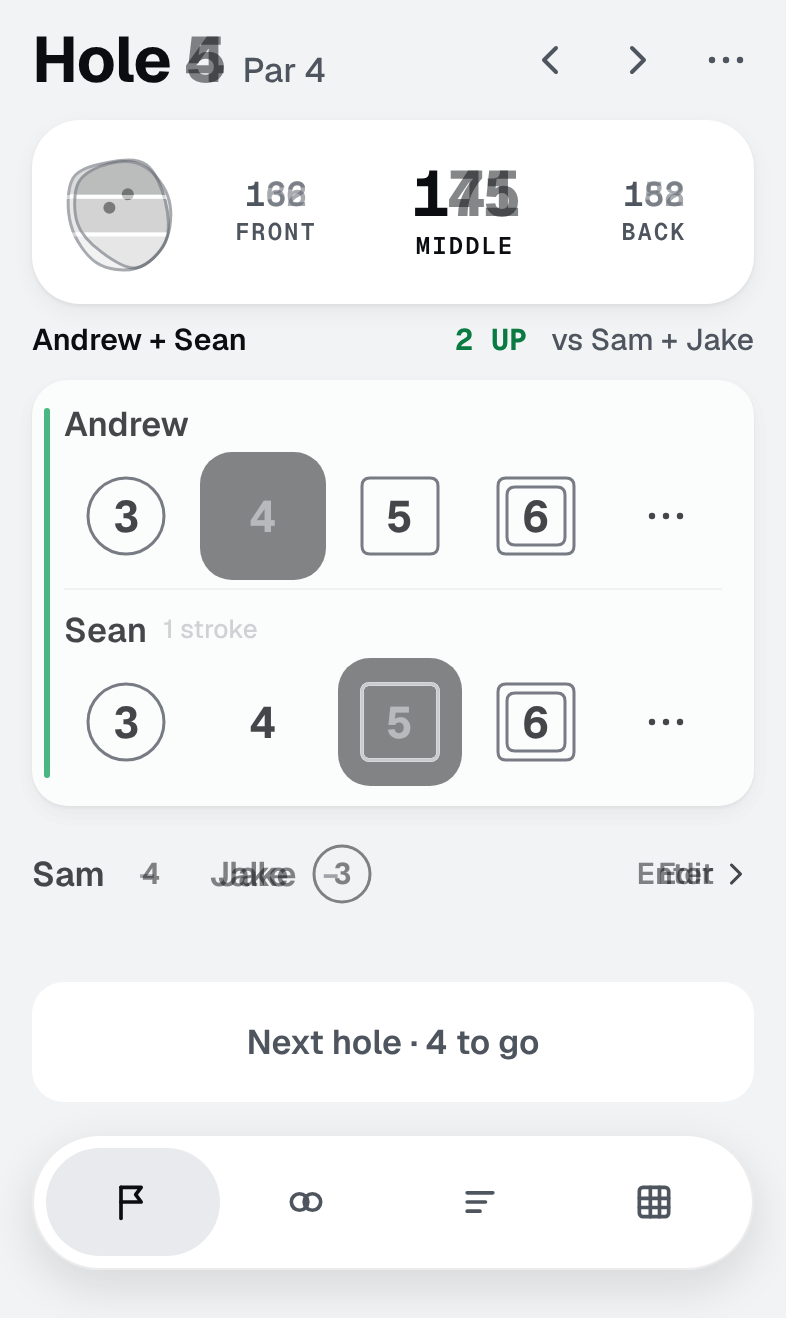 Hole Par 4
FRONT
MIDDLE
BACK
Andrew + Sean 2 UP vs Sam + Jake
Andrew
3 4 5 6
Sean 1 stroke
3 4 5 6
Sam 4
Next hole · 4 to go